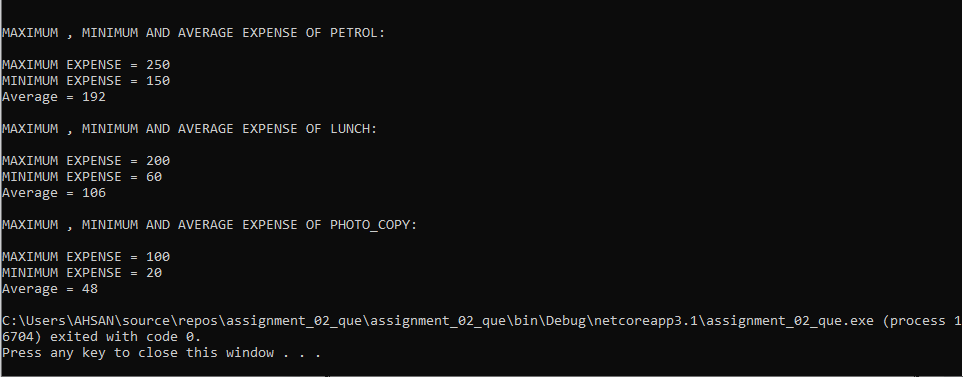 MAXIMUM , MINIMUM AND AVERAGE EXPENSE OF PETROL:
MAXIMUM EXPENSE = 250
MINIMUM EXPENSE = 150
Average = 192
MAXIMUM , MINIMUM AND AVERAGE EXPENSE OF LUNCH:
MAXIMUM EXPENSE = 200
MINIMUM EXPENSE = 60
Average = 106
MAXIMUM , MINIMUM AND AVERAGE EXPENSE OF PHOTO_COPY:
MAXIMUM EXPENSE = 100
MINIMUM EXPENSE = 20
Average = 48
C:\Users\AHSAN\source\repos\assignment_02_que\assignment_02_que\bin\Debug\netcoreapp3.1\assignment_02_que.exe (process 1
6704) exited with code 0.
Press any key to close this window . . .